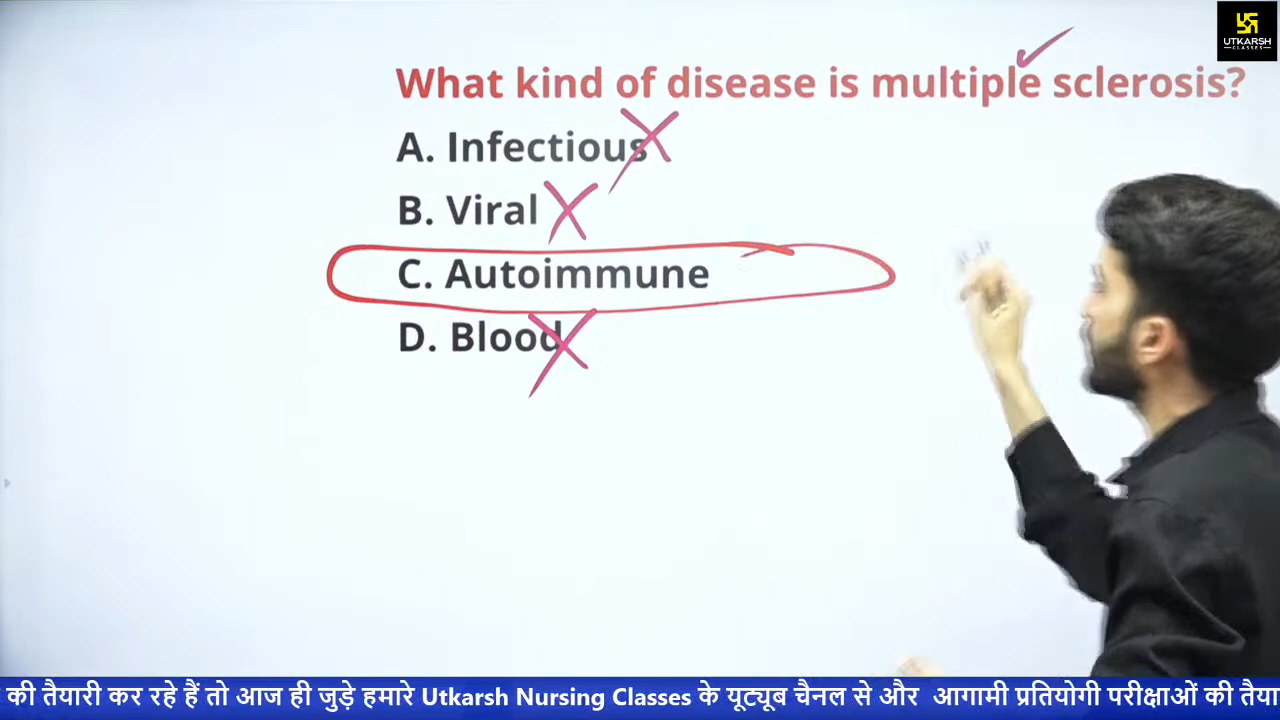 UTKARSH
CLASSES
What kind of disease is multiple sclerosis?
A. Infectious
B. Viral
C. Autoimmune
D. Blood
की तैयारी कर रहे हैं तो आज ही जुड़े हमारे Utkarsh Nursing Classes के यूट्यूब चैनल से और आगामी प्रतियोगी परीक्षाओं की तैया